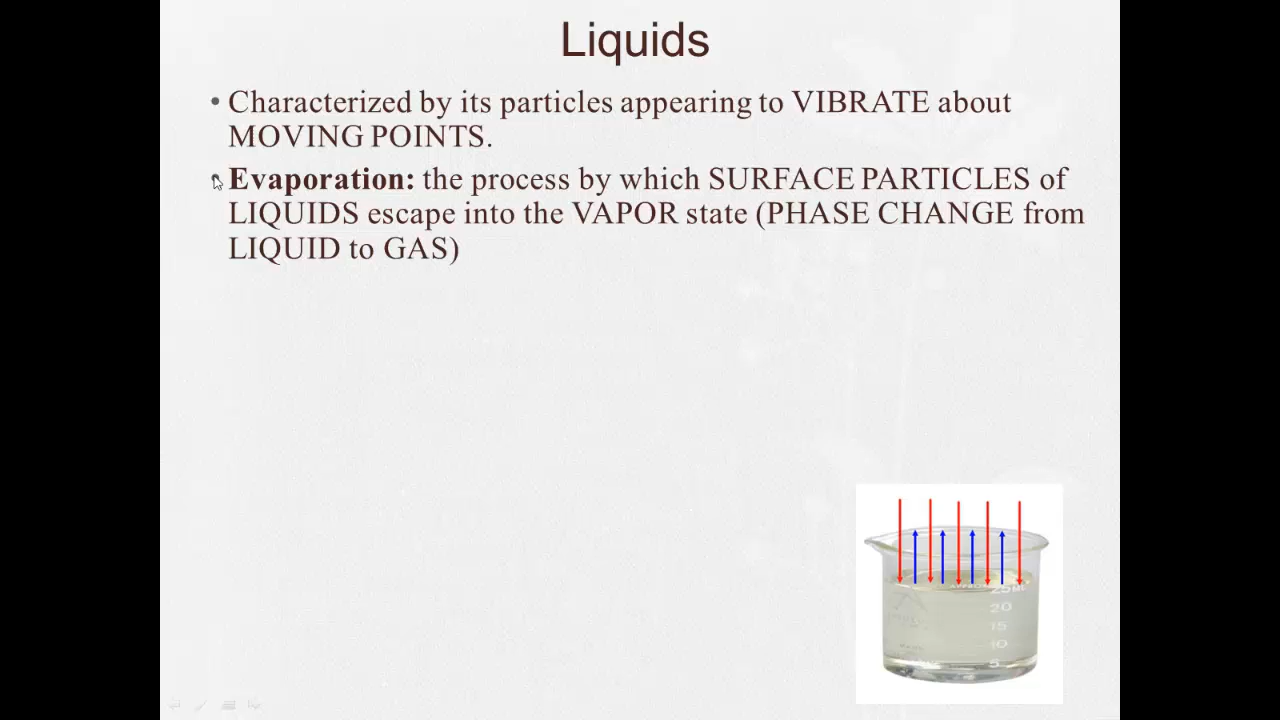 Liquids
• Characterized by its particles appearing to VIBRATE about
MOVING POINTS.
• Evaporation: the process by which SURFACE PARTICLES of
LIQUIDS escape into the VAPOR state (PHASE CHANGE from
LIQUID to GAS)
20
15
10
5